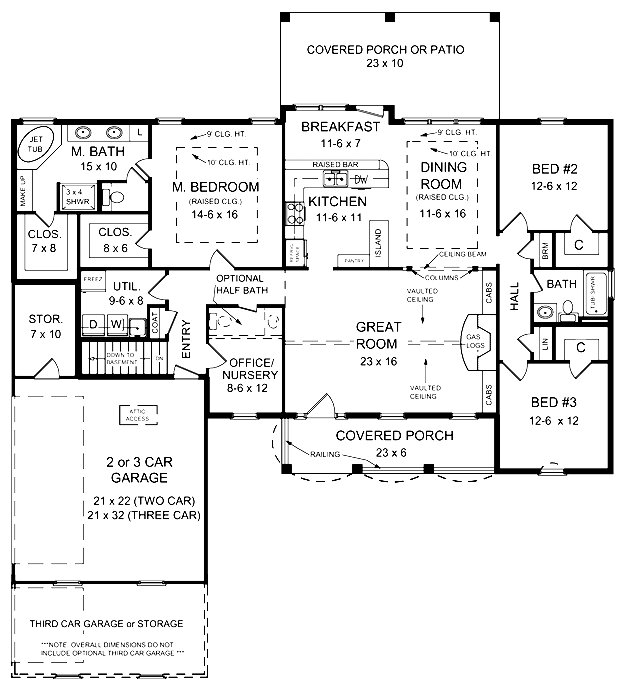 COVERED PORCH OR PATIO
23 x 10
BREAKFAST
11-6 x 7
9' CLG. HT.
10' CLG. HT.
9' CLG. HT.
10' CLG. HT.
JET
TUB
L
M. BATH
15 x 10
MAKE UP
3 x 4
SHWR
M. BEDROOM
(RAISED CLG.)
14-6 x 16
RAISED BAR
DW
KITCHEN
11-6 x 11
ISLAND
PANTRY
DINING
ROOM
(RAISED CLG.)
11-6 x 16
BED #2
12-6 x 12
CLOS.
7 x 8
CLOS.
8 x 6
BRM
C
CEILING BEAM
COLUMNS
FREEZ
UTIL.
9-6 x 8
D
W
COAT
OPTIONAL
HALF BATH
VAULTED
CEILING
CABS
HALL
BATH
TUB/SHWR
STOR.
7 x 10
ENTRY
GREAT
ROOM
23 x 16
GAS
LOGS
LIN
C
DOWN TO
BASEMENT
DN
OFFICE/
NURSERY
8-6 x 12
VAULTED
CEILING
CABS
BED #3
12-6 x 12
ATTIC
ACCESS
COVERED PORCH
23 x 6
RAILING
2 or 3 CAR
GARAGE
21 x 22 (TWO CAR)
21 x 32 (THREE CAR)
THIRD CAR GARAGE or STORAGE
***NOTE: OVERALL DIMENSIONS DO NOT
INCLUDE OPTIONAL THIRD CAR GARAGE ***